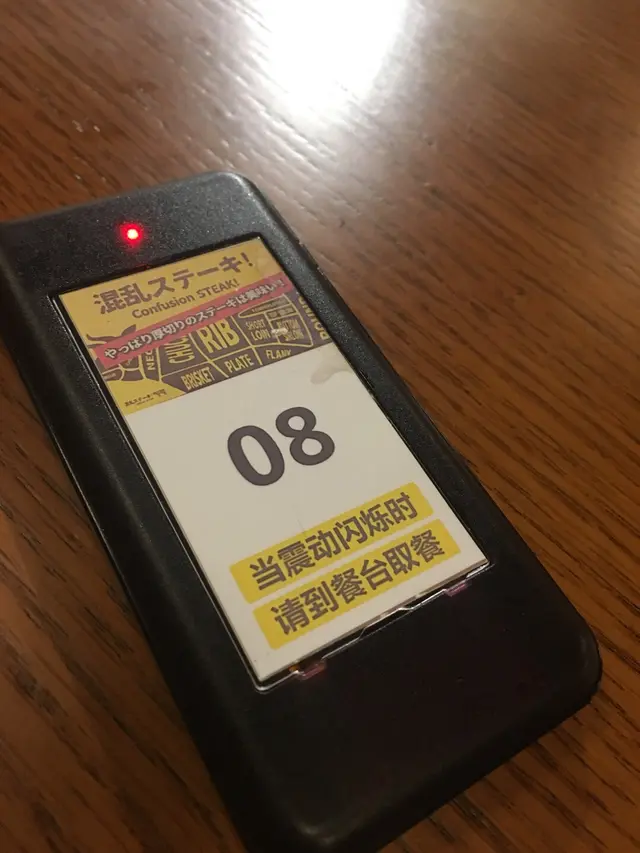 混乱ステーキ!
Confusion STEAK!
やっぱり厚切りのステーキは美味い!
NEC
CHUC
RIB
SHORT
LOIN
BRISKET
PLATE
FLANK
08
当震动闪烁时
请到餐台取餐